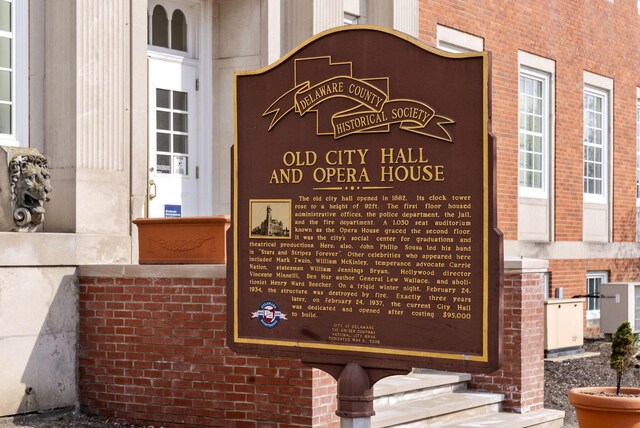 DELAWARE COUNTY
HISTORICAL SOCIETY
OLD CITY HALL
AND OPERA HOUSE
The old city hall opened in 1882. Its clock tower
rose to a height of 92ft. The first floor housed
administrative offices, the police department, the jail,
and the fire department. A 1,050 seat auditorium
known as the Opera House graced the second floor.
It was the city's social center for graduations and
theatrical productions. Here, also, John Philip Sousa led his band
in "Stars and Stripes Forever". Other celebrities who appeared here
included Mark Twain, William McKinley, temperance advocate Carrie
Nation, statesman William Jennings Bryan, Hollywood director
Vincente Minnelli, Ben Hur author General Lew Wallace, and aboli-
tionist Henry Ward Beecher. On a frigid winter night, February 24,
1934, the structure was destroyed by fire. Exactly three years
later, on February 24, 1937, the current City Hall
was dedicated and opened after costing $95,000
to build.
CITY OF DELAWARE
NATIONAL CITY BANK